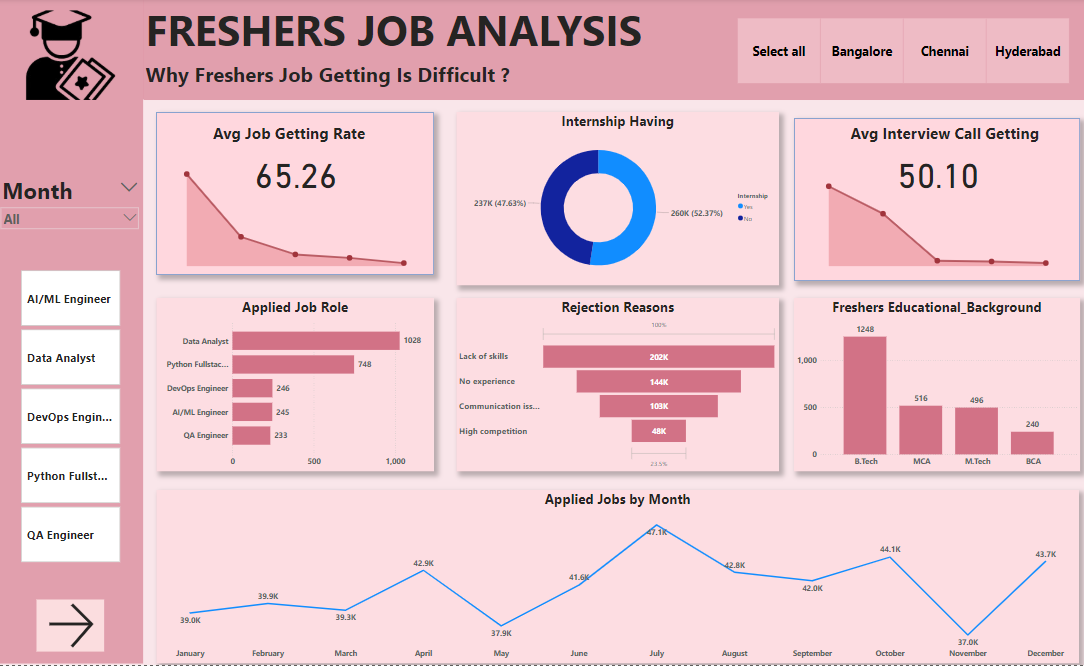 FRESHERS JOB ANALYSIS
Why Freshers Job Getting Is Difficult ?
Select all
Bangalore
Chennai
Hyderabad
Month
All
AI/ML Engineer
Data Analyst
DevOps Engin...
Python Fullst...
QA Engineer
Avg Job Getting Rate
65.26
Internship Having
237K (47.63%)
260K (52.37%)
Internship
Yes
No
Avg Interview Call Getting
50.10
Applied Job Role
Data Analyst
1028
Python Fullstac...
748
DevOps Engineer
246
AI/ML Engineer
245
QA Engineer
233
0
500
1,000
Rejection Reasons
100%
Lack of skills
202K
No experience
144K
Communication iss...
103K
High competition
48K
23.5%
Freshers Educational_Background
1,000
500
0
1248
516
496
240
B.Tech
MCA
M.Tech
BCA
Applied Jobs by Month
39.0K
39.9K
39.3K
42.9K
37.9K
41.6K
47.1K
42.8K
42.0K
44.1K
37.0K
43.7K
January
February
March
April
May
June
July
August
September
October
November
December